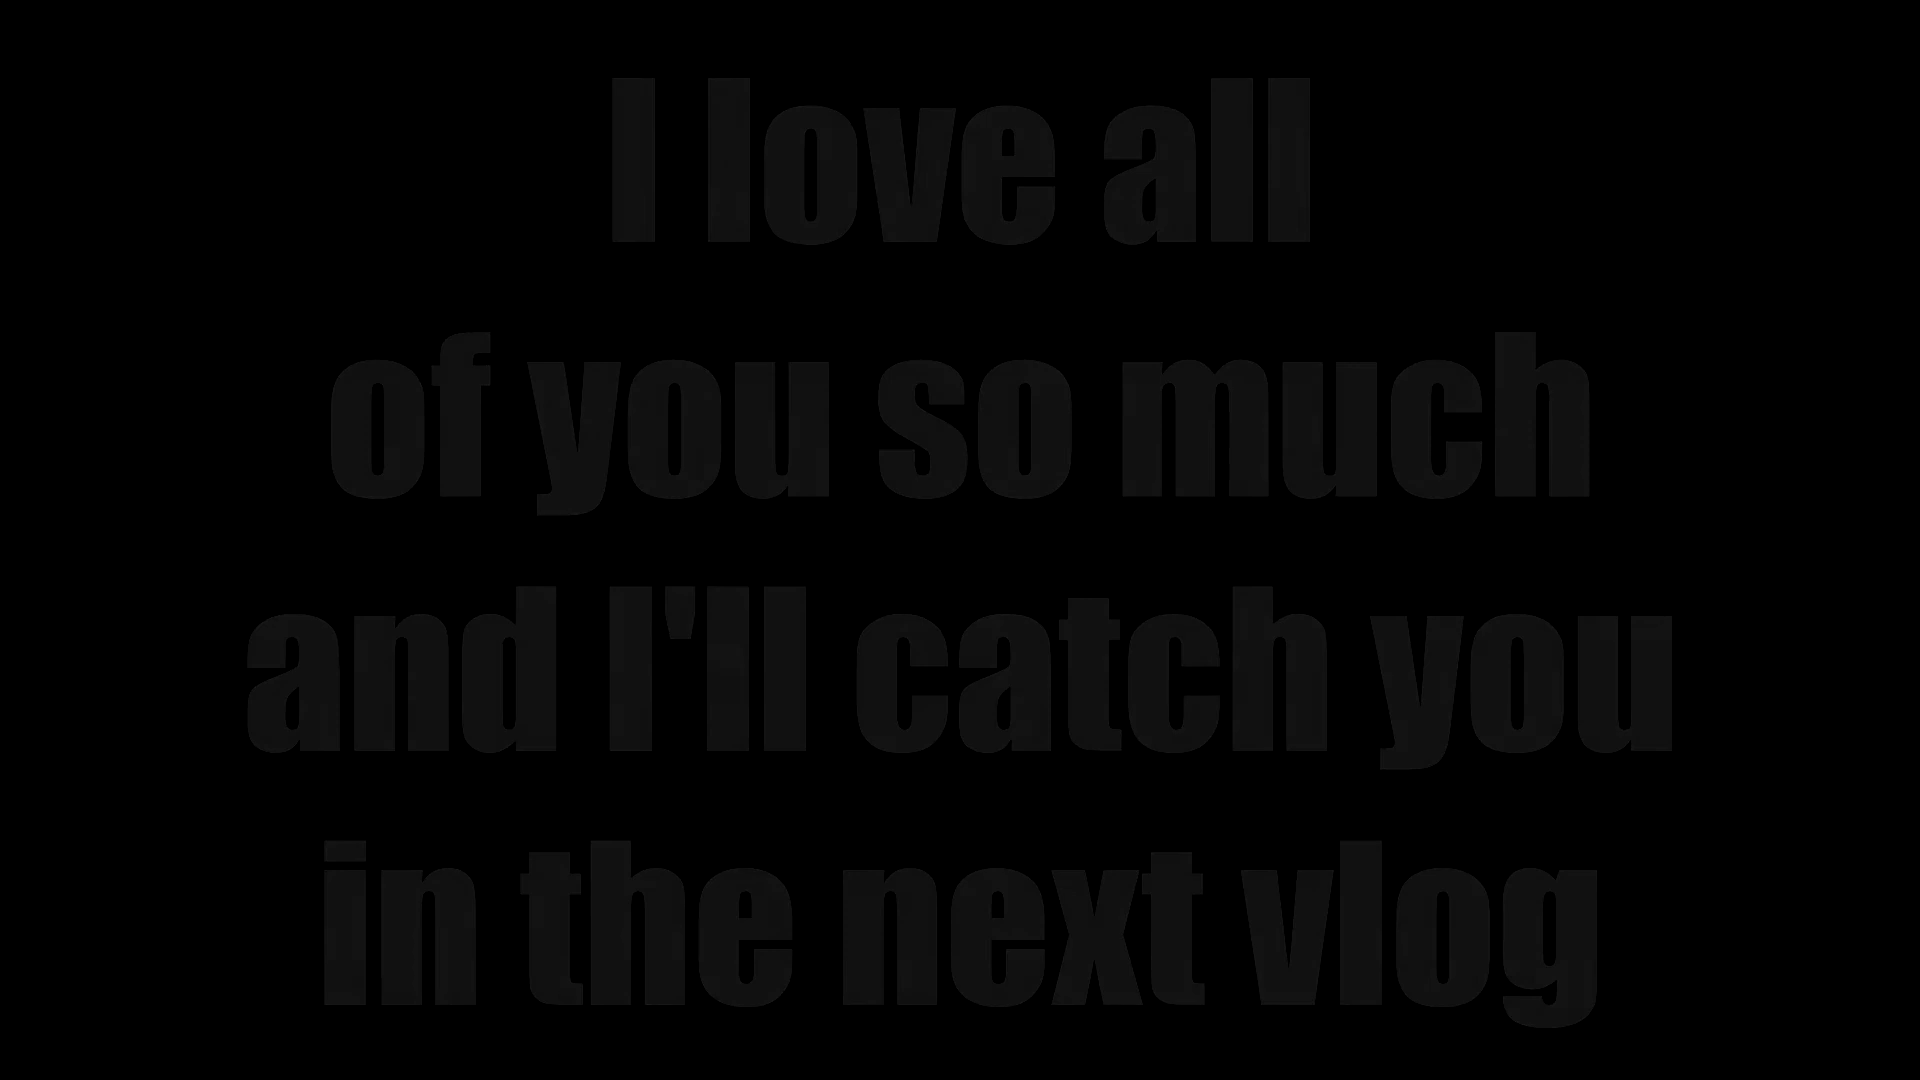 I love all
of you so much
and I'll catch you
in the next vlog